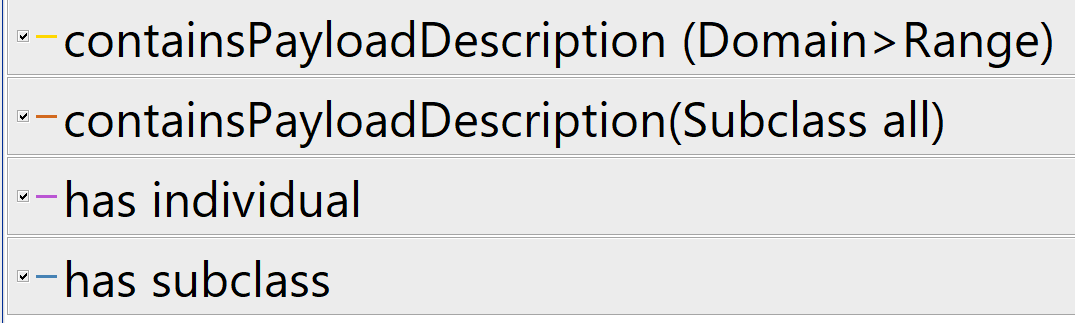 containsPayloadDescription (Domain>Range)
containsPayloadDescription(Subclass all)
has individual
has subclass